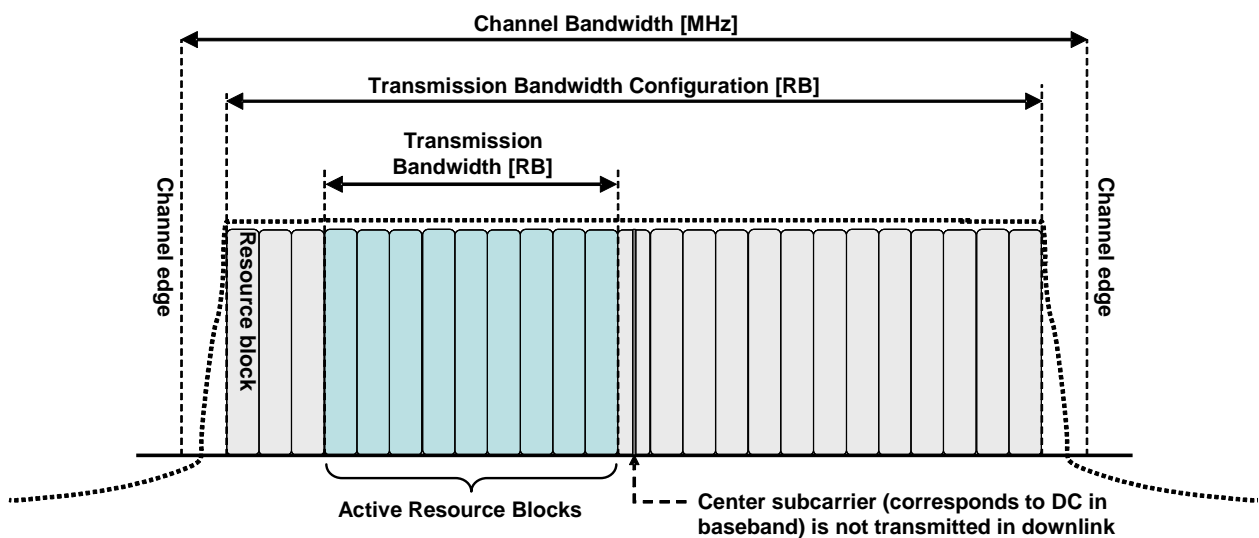 Channel Bandwidth [MHz]
Transmission Bandwidth Configuration [RB]
Transmission
Bandwidth [RB]
Channel edge
Channel edge
Resource block
Active Resource Blocks
Center subcarrier (corresponds to DC in
baseband) is not transmitted in downlink